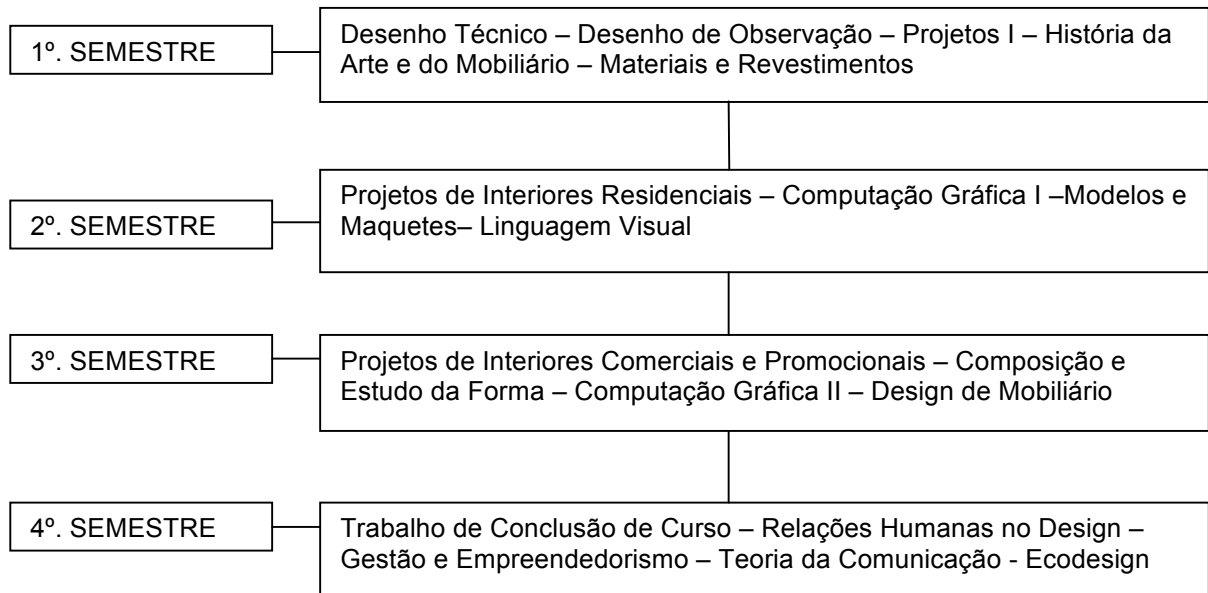 1º. SEMESTRE
Desenho Técnico – Desenho de Observação – Projetos I – História da
Arte e do Mobiliário – Materiais e Revestimentos
2º. SEMESTRE
Projetos de Interiores Residenciais – Computação Gráfica I –Modelos e
Maquetes– Linguagem Visual
3º. SEMESTRE
Projetos de Interiores Comerciais e Promocionais – Composição e
Estudo da Forma – Computação Gráfica II – Design de Mobiliário
4º. SEMESTRE
Trabalho de Conclusão de Curso – Relações Humanas no Design –
Gestão e Empreendedorismo – Teoria da Comunicação - Ecodesign